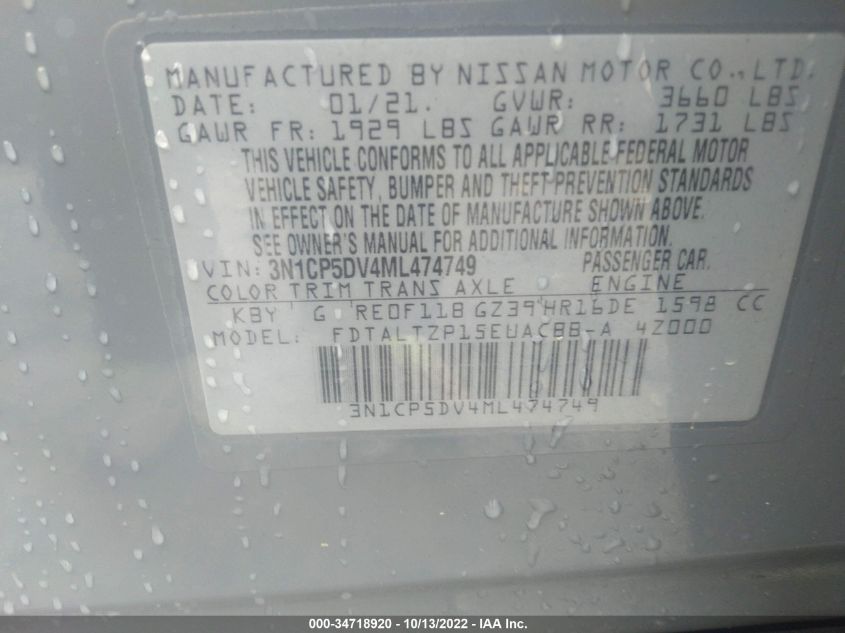 MANUFACTURED BY NISSAN MOTOR CO., LTD.
DATE: 01/21. GVWR: 3660 LBS
GAWR FR: 1929 LBS GAWR RR: 1731 LBS
THIS VEHICLE CONFORMS TO ALL APPLICABLE FEDERAL MOTOR
VEHICLE SAFETY, BUMPER AND THEFT PREVENTION STANDARDS
IN EFFECT ON THE DATE OF MANUFACTURE SHOWN ABOVE.
SEE OWNER'S MANUAL FOR ADDITIONAL INFORMATION.
VIN: 3N1CP5DV4ML474749 PASSENGER CAR.
COLOR TRIM TRANS AXLE ENGINE
KBY G RE0F11B GZ39 HR16DE 1598 CC
MODEL: FDTALTZP15EUACBB-A 4Z000
3N1CP5DV4ML474749
000-34718920 - 10/13/2022 - IAA Inc.